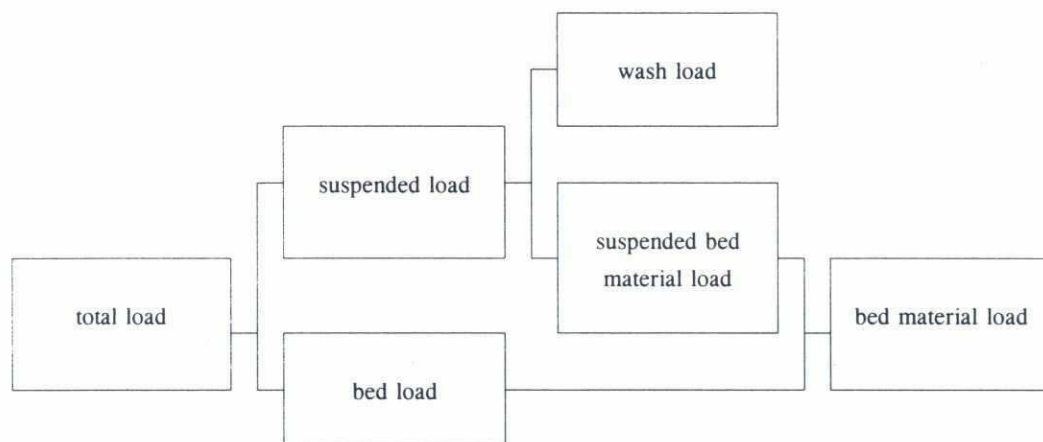 wash load
suspended load
suspended bed
material load
total load
bed material load
bed load